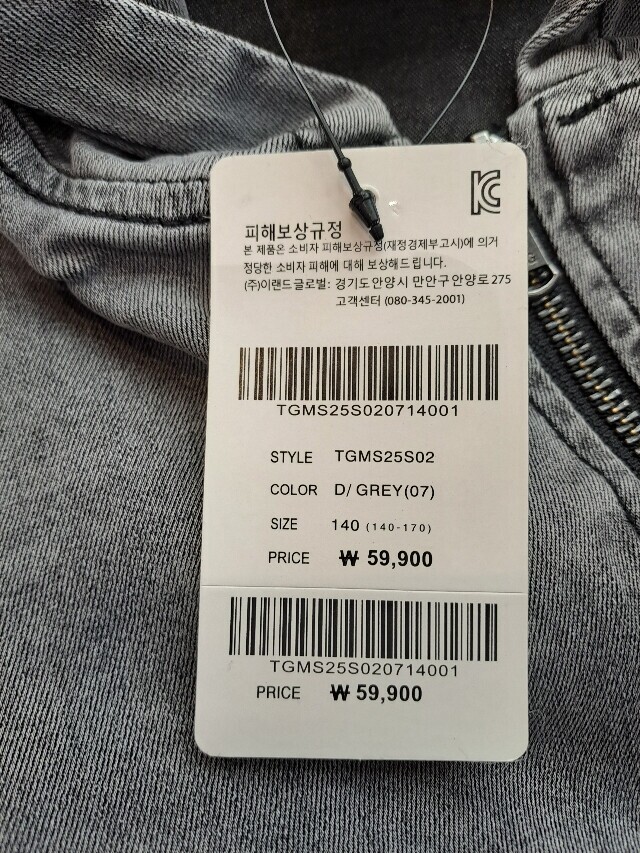 피해보상규정
본 제품은 소비자 피해보상규정(재정경제부고시)에 의거
정당한 소비자 피해에 대해 보상해드립니다.
(주)이랜드글로벌: 경기도안양시 만안구안양로275
고객센터 (080-345-2001)
TGMS25S020714001
STYLE TGMS25S02
COLOR D/ GREY(07)
SIZE 140 (140-170)
PRICE ₩ 59,900
TGMS25S020714001
PRICE ₩ 59,900